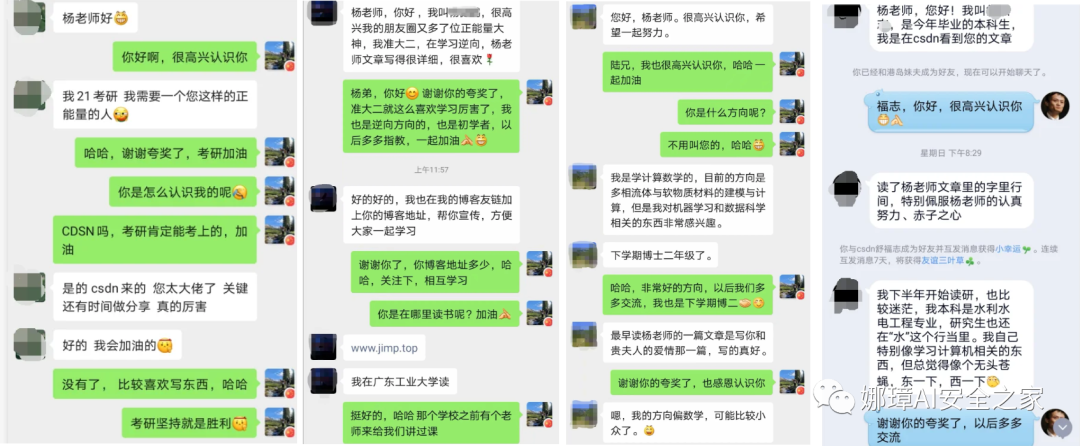 杨老师好😁
你好啊，很高兴认识你
我21考研 我需要一个您这样的正
能量的人
哈哈，谢谢夸奖了，考研加油
你是怎么认识我的呢
CDSN吗，考研肯定能考上的，加
油
是的 csdn来的 您太大佬了 关键
还有时间做分享 真的厉害
好的 我会加油的
没有了，比较喜欢写东西，哈哈
考研坚持就是胜利
杨老师，你好，我叫
，很高
兴我的朋友圈又多了位正能量大
神，我准大二，在学习逆向，杨老
师文章写得很详细，很喜欢🌹
杨弟，你好😊 谢谢你的夸奖了，
准大二就这么喜欢学习厉害了，我
也是逆向方向的，也是初学者，以
后多多指教，一起加油
上午11:57
好的好的，我也在我的博客友链加
上你的博客地址，帮你宣传，方便
大家一起学习
谢谢你了，你博客地址多少，哈
哈，关注下，相互学习
你是在哪里读书呢？加油
www.jimp.top
我在广东工业大学读
挺好的，哈哈 那个学校之前有个老
师来给我们讲过课
您好，杨老师。很高兴认识你，希
望一起努力。
陆兄，我也很高兴认识你，哈哈 一
起加油
你是什么方向呢？
不用叫您的，哈哈😁
我是学计算数学的，目前的方向是
多相流体与软物质材料的建模与计
算，但是我对机器学习和数据科学
相关的东西非常感兴趣。
下学期博士二年级了。
哈哈，非常好的方向，以后我们多
多交流，我也是下学期博二
最早读杨老师的一篇文章是写你和
贵夫人的爱情那一篇，写的真好。
谢谢你的夸奖了，也感恩认识你
嗯，我的方向偏数学，可能比较小
众了。😂
杨老师，您好！我叫
，是今年毕业的本科生，
我是在csdn看到您的文章
你已经和港岛妹夫成为好友，现在可以开始聊天了。
福志，你好，很高兴认识你
星期日 下午8:29
读了杨老师文章里的字里行
间，特别佩服杨老师的认真
努力、赤子之心
你与csdn舒福志成为好友并互发消息获得小幸运。连续
互发消息7天，将获得友谊三叶草。
我下半年开始读研，也比
较迷茫，我本科是水利水
电工程专业，研究生也还
在“水”这个行当里。我自己
特别像学习计算机相关的东
西，但总觉得像个无头苍
蝇，东一下，西一下
谢谢你的夸奖了，以后多多
交流
娜璋AI安全之家